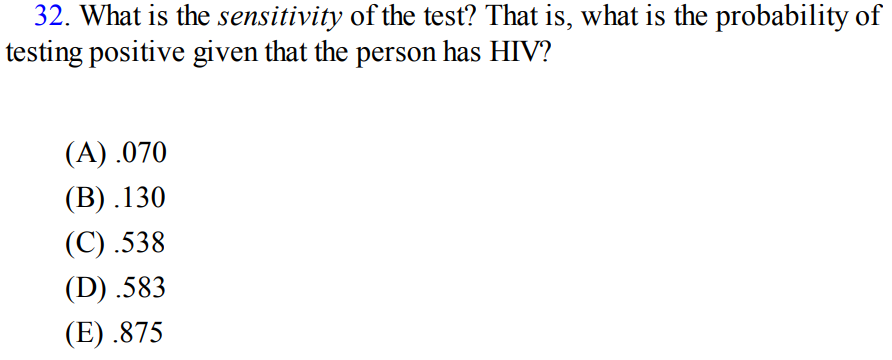 32. What is the sensitivity of the test? That is, what is the probability of
testing positive given that the person has HIV?
(A) .070
(B) .130
(C) .538
(D) .583
(E) .875